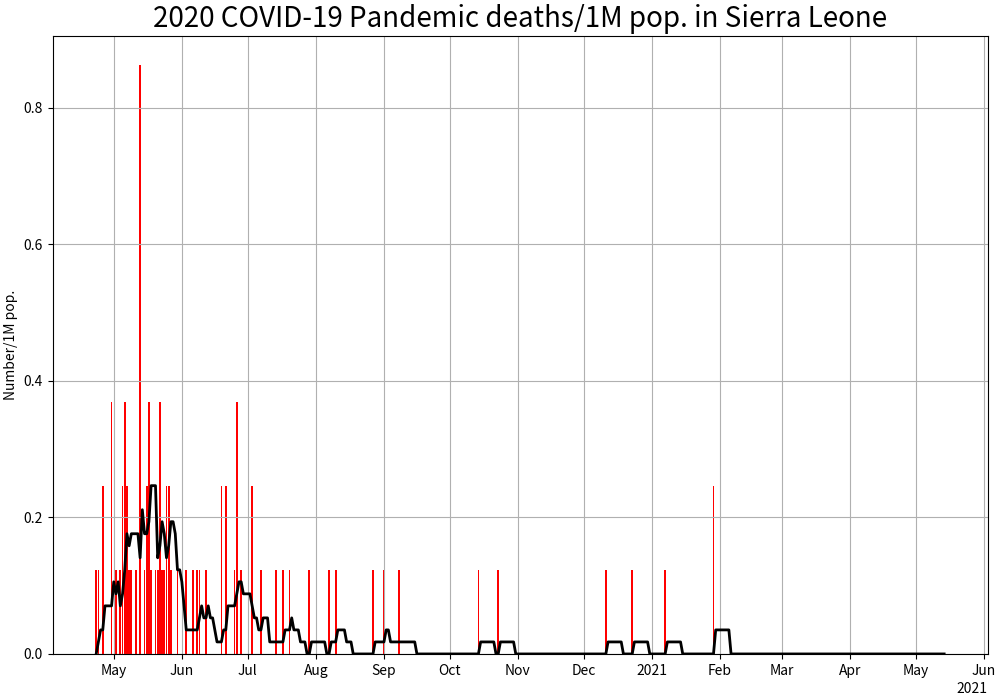 2020 COVID-19 Pandemic deaths/1M pop. in Sierra Leone
Number/1M pop.
0.8
0.6
0.4
0.2
0.0
May Jun Jul Aug Sep Oct Nov Dec 2021 Feb Mar Apr May Jun
2021